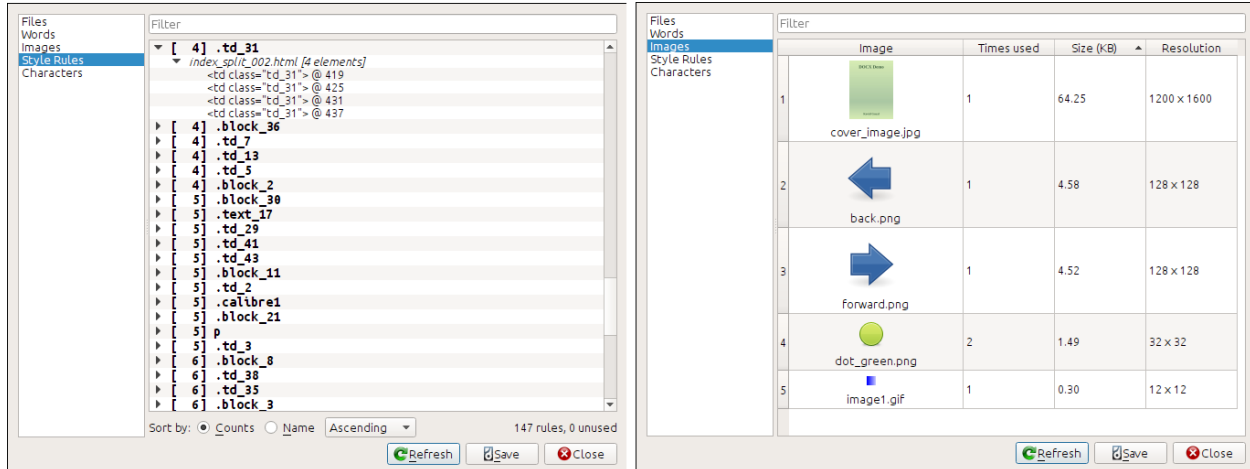 Files
Words
Images
Style Rules
Characters
Filter
[ 4] .td_31
index_split_002.html [4 elements]
<td class="td_31"> @ 419
<td class="td_31"> @ 425
<td class="td_31"> @ 431
<td class="td_31"> @ 437
[ 4] .block_36
[ 4] .td_7
[ 4] .td_13
[ 4] .td_5
[ 4] .block_2
[ 5] .block_30
[ 5] .text_17
[ 5] .td_29
[ 5] .td_41
[ 5] .td_43
[ 5] .block_11
[ 5] .td_2
[ 5] .calibre1
[ 5] .block_21
[ 5] p
[ 5] .td_3
[ 6] .block_8
[ 6] .td_38
[ 6] .td_35
[ 6] .block_3
Sort by: Counts Name Ascending 147 rules, 0 unused
Refresh Save Close
Files
Words
Images
Style Rules
Characters
Filter
Image Times used Size (KB) Resolution
DOCX Demo
1 1 64.25 1200 x 1600
cover_image.jpg
2 1 4.58 128 x 128
back.png
3 1 4.52 128 x 128
forward.png
4 2 1.49 32 x 32
dot_green.png
5 1 0.30 12 x 12
image1.gif
Refresh Save Close